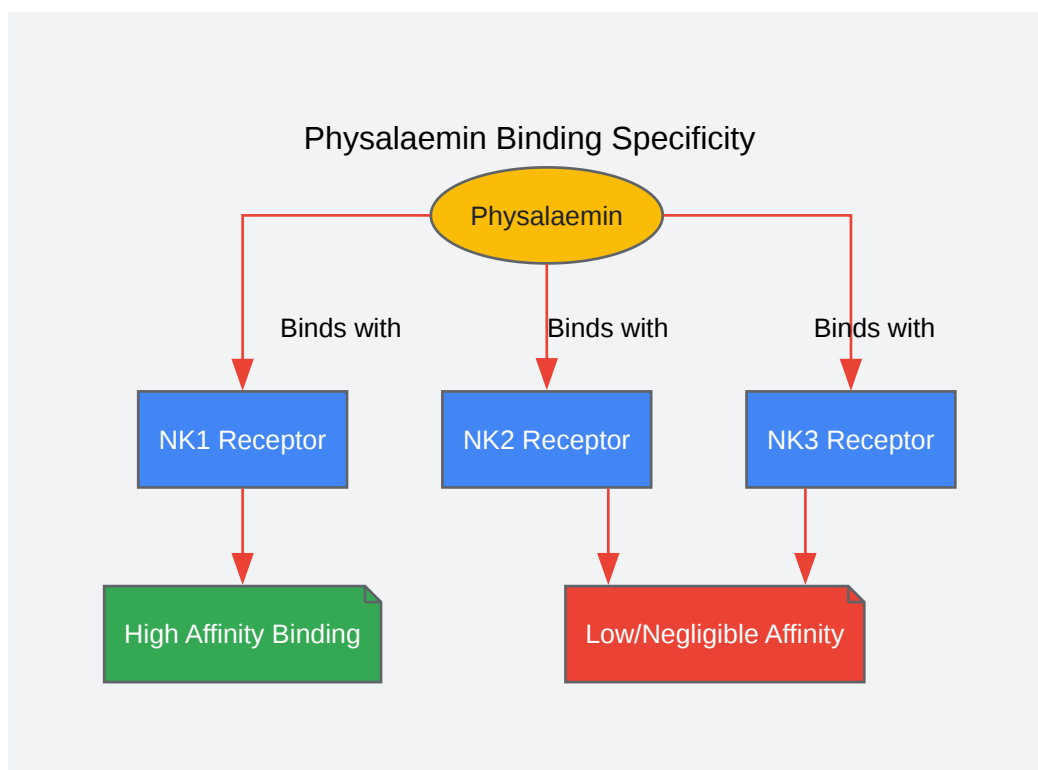 Physalaemin Binding Specificity
Physalaemin
Binds with
Binds with
Binds with
NK1 Receptor
NK2 Receptor
NK3 Receptor
High Affinity Binding
Low/Negligible Affinity